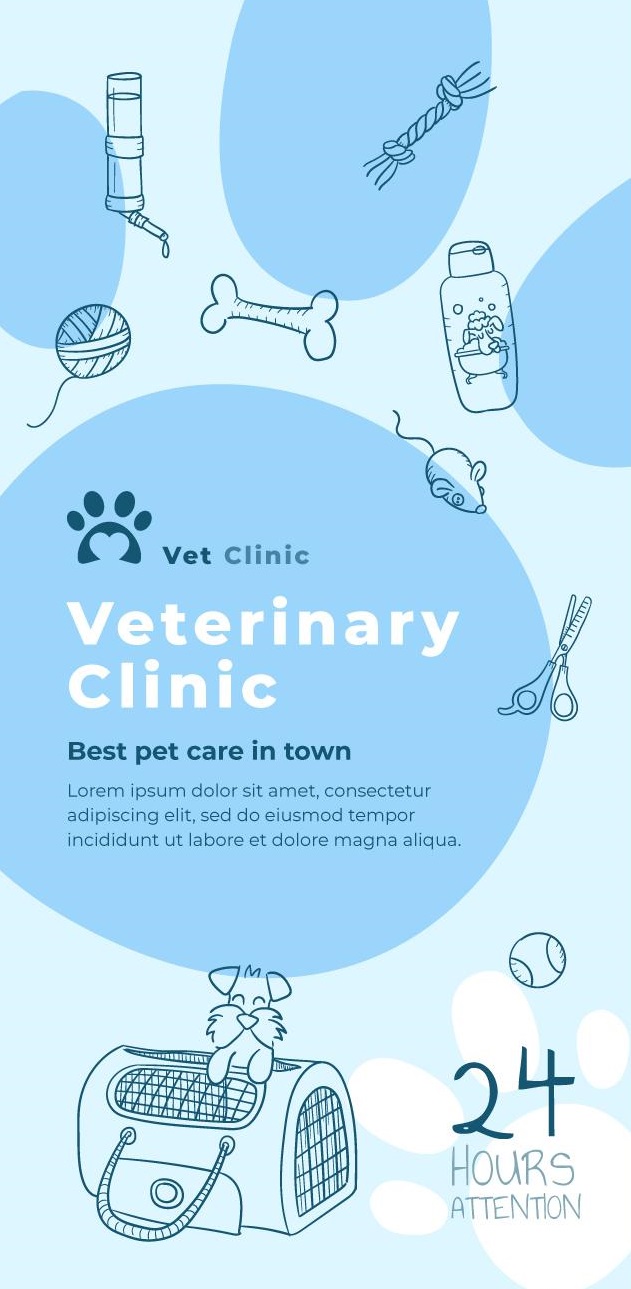 Vet Clinic
Veterinary
Clinic
Best pet care in town
Lorem ipsum dolor sit amet, consectetur
adipiscing elit, sed do eiusmod tempor
incididunt ut labore et dolore magna aliqua.
24
HOURS
ATTENTION